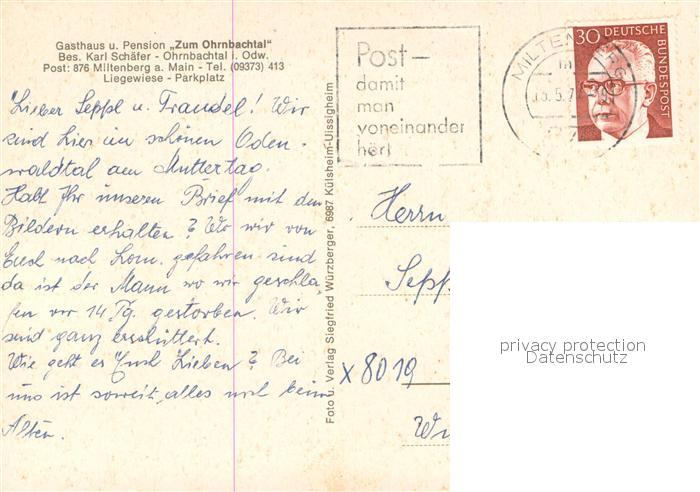 Gasthaus u. Pension „Zum Ohrnbachtal"
Bes. Karl Schäfer - Ohrnbachtal i. Odw.
Post: 876 Miltenberg a. Main - Tel. (09373) 413
Liegewiese - Parkplatz
Lieber Seppl u. Traudel! Wir
sind hier im schönen Oden-
waldtal am Muttertag.
Habt Ihr unseren Brief mit den
Bildern erhalten? Wo wir von
Euch nach gefahren sind
da ist der Mann wo wir geschla-
fen vor 14 Tg. gestorben. Wir
sind ganz erschüttert.
Wie geht es Euch Lieben? Bei
uns ist soweit alles noch beim
Alten.
Foto u. Verlag Siegfried Würzberger, 6987 Külsheim-Uissigheim
Post-
damit
man
voneinander
hört
MILTENBERG
30
DEUTSCHE
BUNDESPOST
Herrn
Sepp
x 8019
privacy protection
Datenschutz